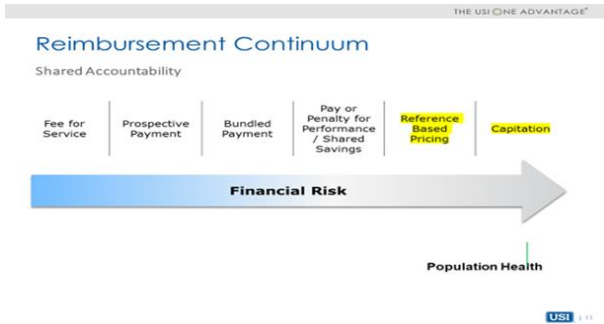 THE USI ONE ADVANTAGE®
Reimbursement Continuum
Shared Accountability
Fee for
Service
Prospective
Payment
Bundled
Payment
Pay or
Penalty for
Performance
/ Shared
Savings
Reference
Based
Pricing
Capitation
Financial Risk
Population Health
USI | 11